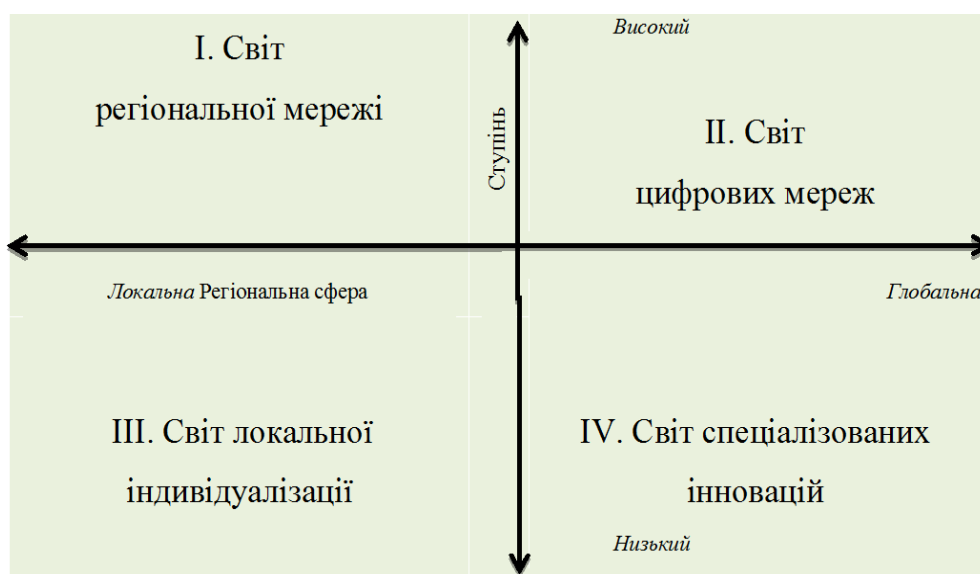 Високий
I. Світ
регіональної мережі
Ступінь
II. Світ
цифрових мереж
Локальна Регіональна сфера
Глобальна
III. Світ локальної
індивідуалізації
IV. Світ спеціалізованих
інновацій
Низький